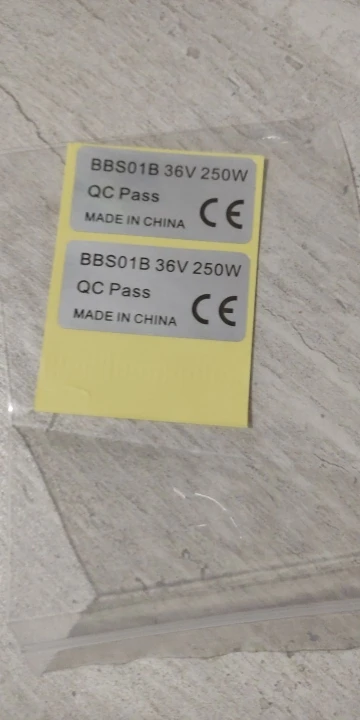 BBS01B 36V 250W
QC Pass
MADE IN CHINA CE
BBS01B 36V 250W
QC Pass
MADE IN CHINA CE